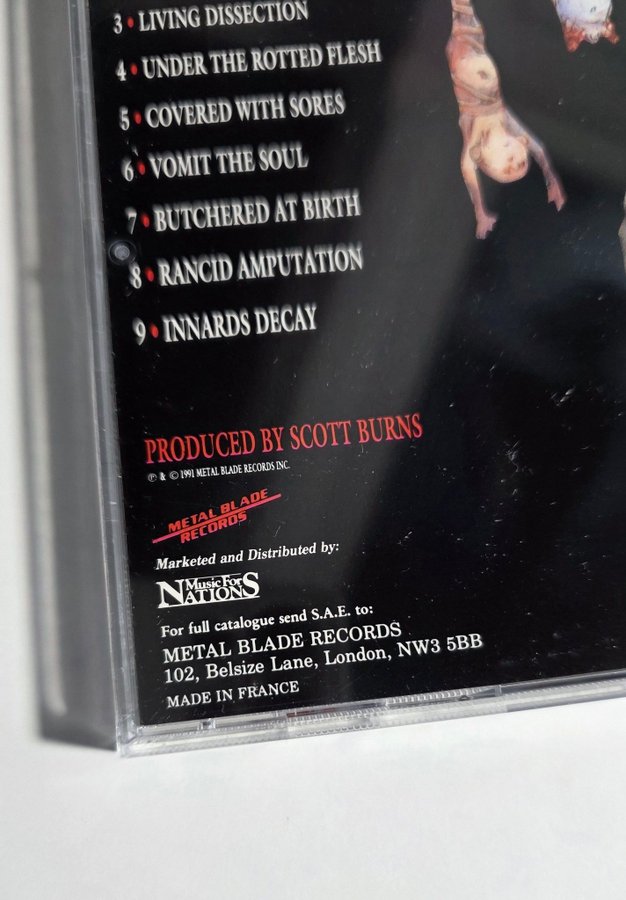 3 • LIVING DISSECTION
4 • UNDER THE ROTTED FLESH
5 • COVERED WITH SORES
6 • VOMIT THE SOUL
7 • BUTCHERED AT BIRTH
8 • RANCID AMPUTATION
9 • INNARDS DECAY
PRODUCED BY SCOTT BURNS
℗ & © 1991 METAL BLADE RECORDS INC.
METAL BLADE
RECORDS
Marketed and Distributed by:
Music For
NATIONS
For full catalogue send S.A.E. to:
METAL BLADE RECORDS
102, Belsize Lane, London, NW3 5BB
MADE IN FRANCE